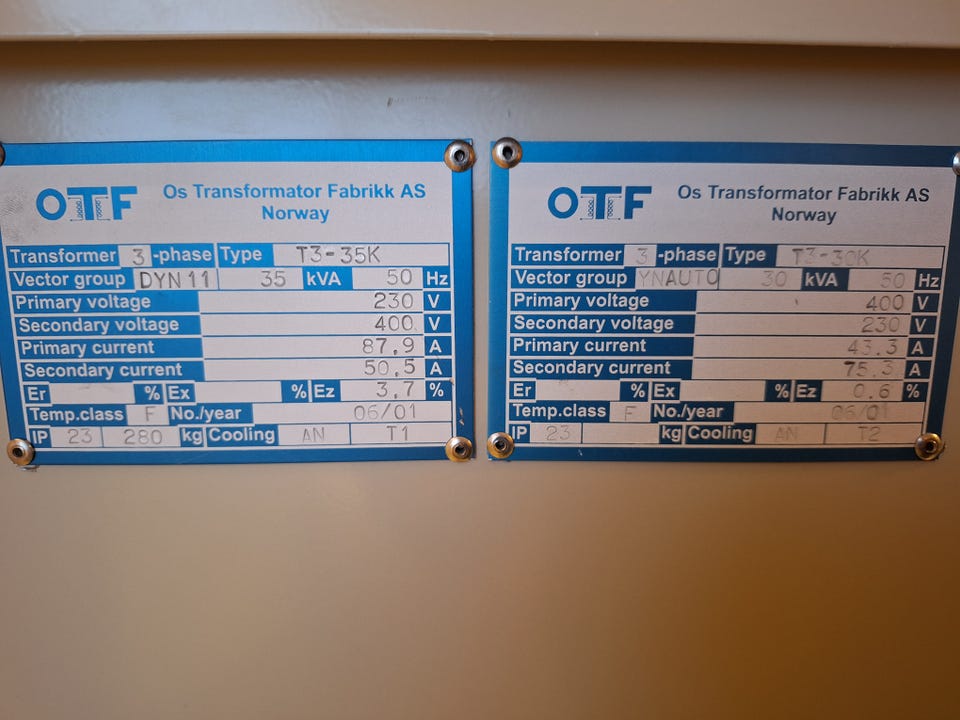 OTF Os Transformator Fabrikk AS
Norway
Transformer 3 -phase Type T3-35K
Vector group DYN 11 35 kVA 50 Hz
Primary voltage 230 V
Secondary voltage 400 V
Primary current 87,9 A
Secondary current 50,5 A
Er % Ex % Ez 3,7 %
Temp.class F No./year 06/01
IP 23 280 kg Cooling AN T1
OTF Os Transformator Fabrikk AS
Norway
Transformer 3 -phase Type T3-30K
Vector group YNAUTO 30 kVA 50 Hz
Primary voltage 400 V
Secondary voltage 230 V
Primary current 43.3 A
Secondary current 75.3 A
Er % Ex % Ez 0.6 %
Temp.class F No./year 06/01
IP 23 kg Cooling AN T2